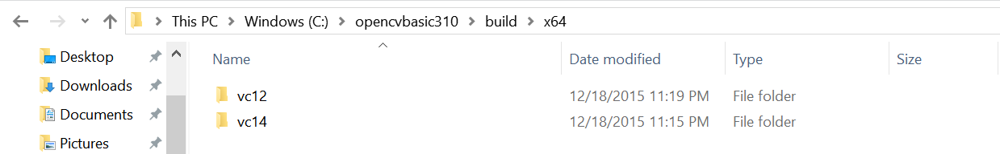 This PC > Windows (C:) > opencvbasic310 > build > x64
Desktop
Downloads
Documents
Pictures
Name Date modified Type Size
vc12 12/18/2015 11:19 PM File folder
vc14 12/18/2015 11:15 PM File folder